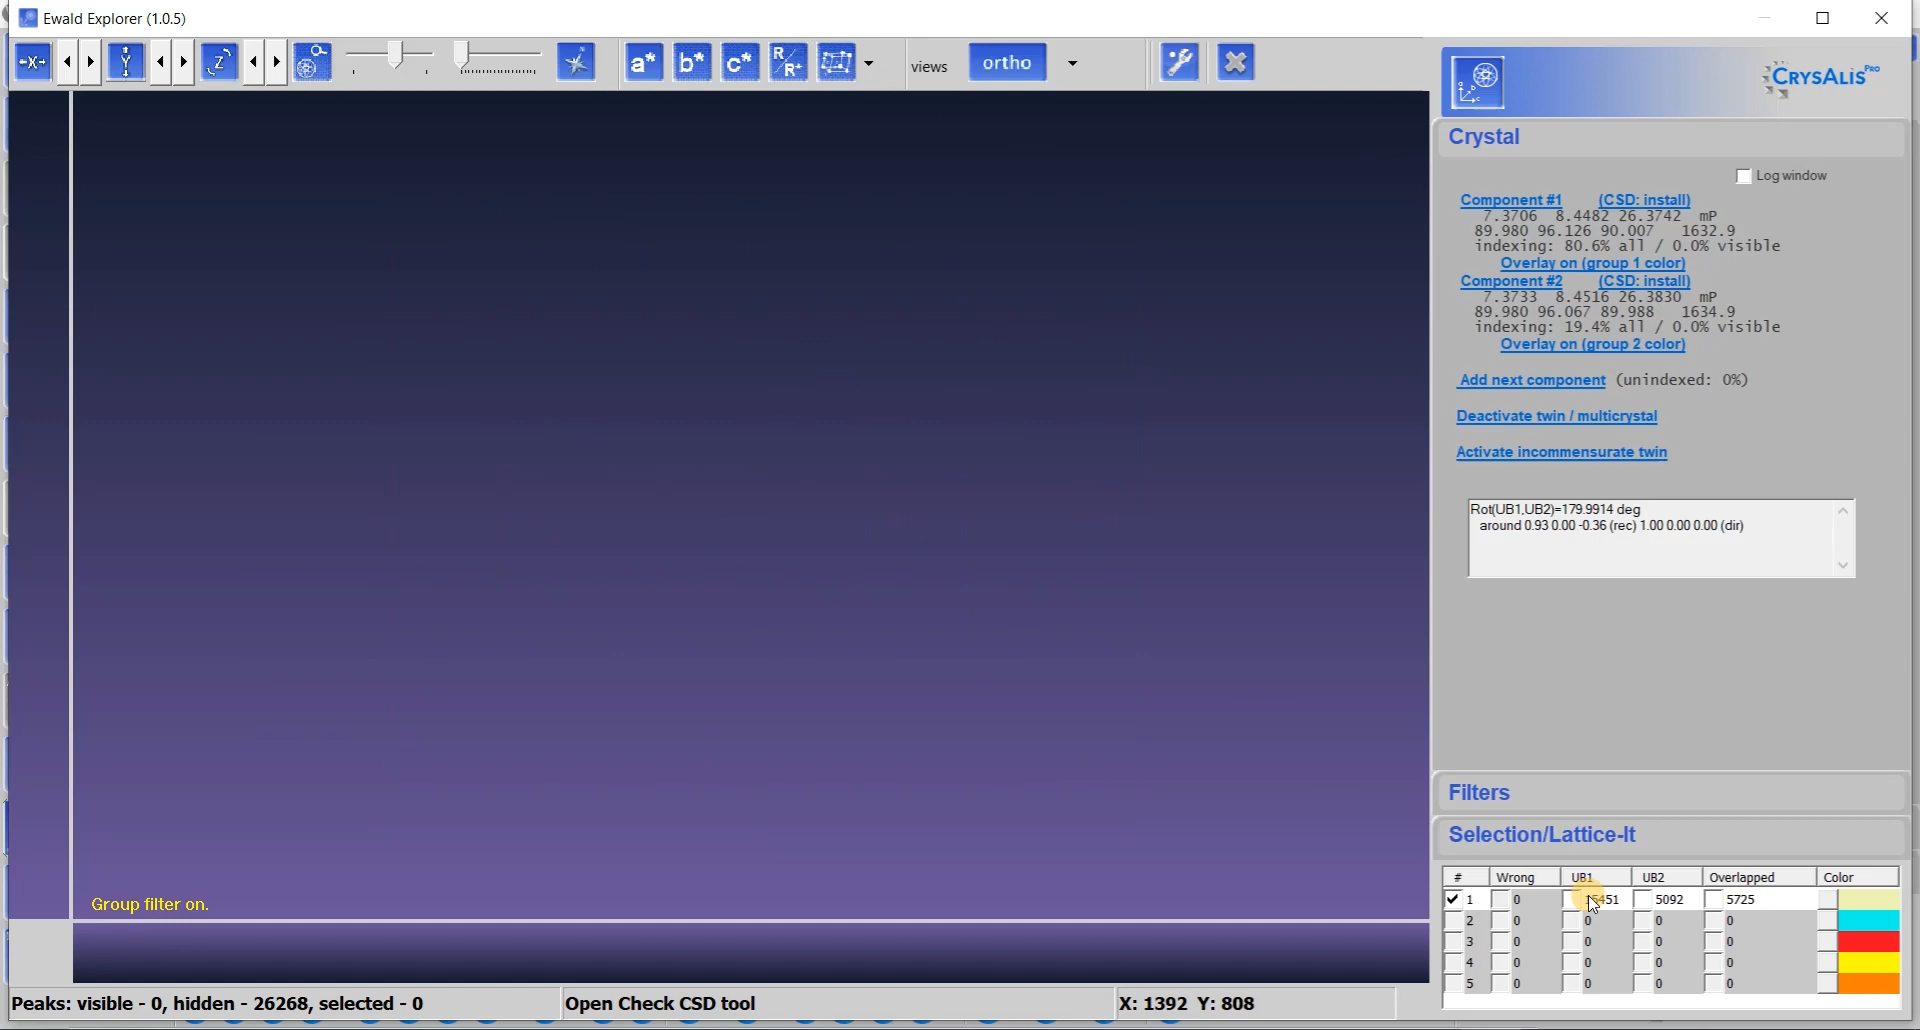 Ewald Explorer (1.0.5)
X Y Z a* b* c* R/R* views ortho
CRYSALIS PRO
Crystal
Log window
Component #1 (CSD: install)
7.3706 8.4482 26.3742 mP
89.980 96.126 90.007 1632.9
indexing: 80.6% all / 0.0% visible
Overlay on (group 1 color)
Component #2 (CSD: install)
7.3733 8.4516 26.3830 mP
89.980 96.067 89.988 1634.9
indexing: 19.4% all / 0.0% visible
Overlay on (group 2 color)
Add next component (unindexed: 0%)
Deactivate twin / multicrystal
Activate incommensurate twin
Rot(UB1,UB2)=179.9914 deg
around 0.93 0.00 -0.36 (rec) 1.00 0.00 0.00 (dir)
Filters
Selection/Lattice-It
# Wrong UB1 UB2 Overlapped Color
1 0 5092 5725
2 0 0 0 0
3 0 0 0 0
4 0 0 0 0
5 0 0 0 0
Group filter on.
Peaks: visible - 0, hidden - 26268, selected - 0 Open Check CSD tool X: 1392 Y: 808